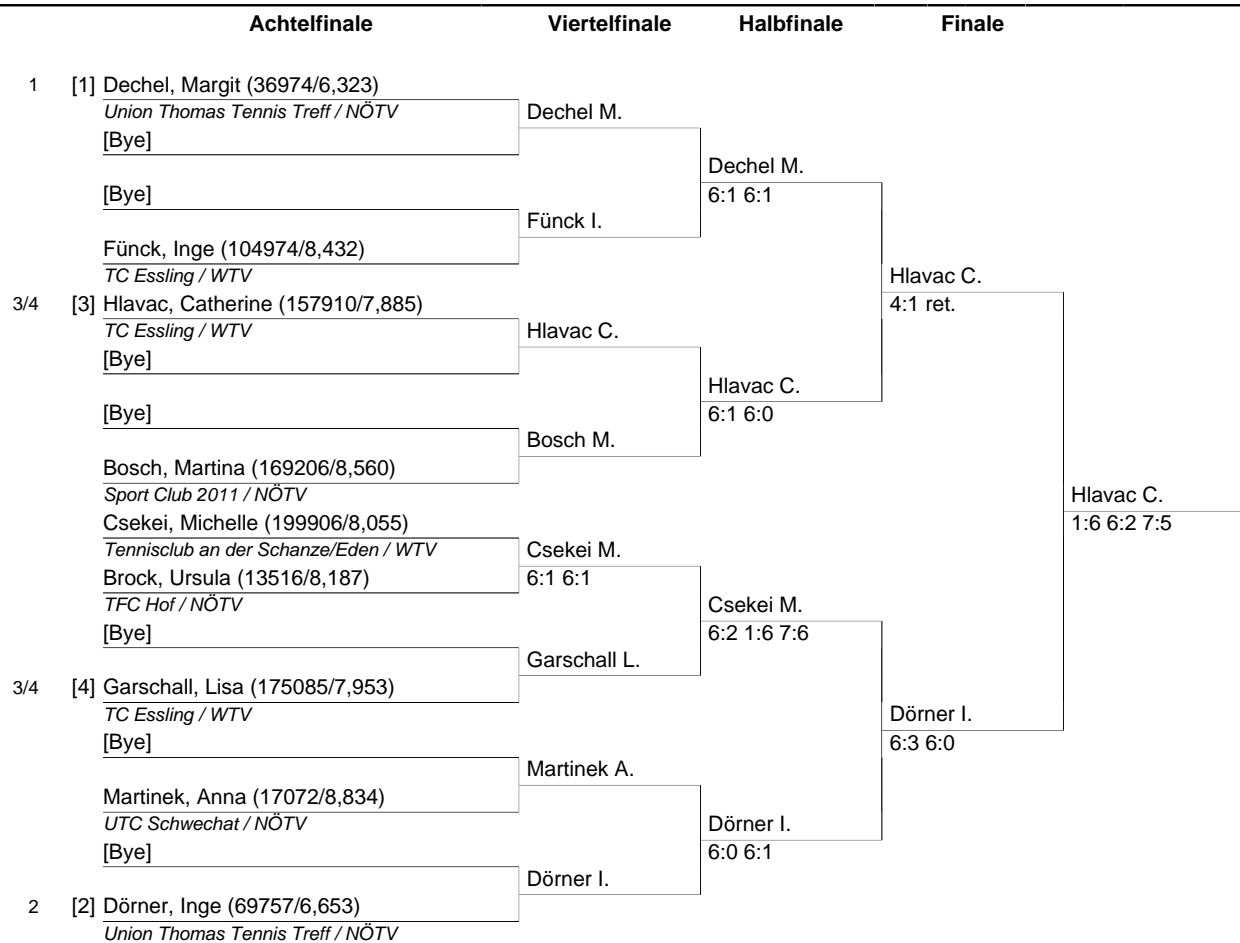 Achtelfinale Viertelfinale Halbfinale Finale
1 [1] Dechel, Margit (36974/6,323)
Union Thomas Tennis Treff / NÖTV
Dechel M.
[Bye]
Dechel M.
[Bye]
6:1 6:1
Fünck I.
Fünck, Inge (104974/8,432)
TC Essling / WTV
Hlavac C.
3/4 [3] Hlavac, Catherine (157910/7,885)
4:1 ret.
TC Essling / WTV
Hlavac C.
[Bye]
Hlavac C.
[Bye]
6:1 6:0
Bosch M.
Bosch, Martina (169206/8,560)
Sport Club 2011 / NÖTV
Hlavac C.
Csekei, Michelle (199906/8,055)
1:6 6:2 7:5
Tennisclub an der Schanze/Eden / WTV
Csekei M.
Brock, Ursula (13516/8,187)
6:1 6:1
TFC Hof / NÖTV
Csekei M.
[Bye]
6:2 1:6 7:6
Garschall L.
3/4 [4] Garschall, Lisa (175085/7,953)
TC Essling / WTV
Dörner I.
[Bye]
6:3 6:0
Martinek A.
Martinek, Anna (17072/8,834)
UTC Schwechat / NÖTV
Dörner I.
[Bye]
6:0 6:1
Dörner I.
2 [2] Dörner, Inge (69757/6,653)
Union Thomas Tennis Treff / NÖTV